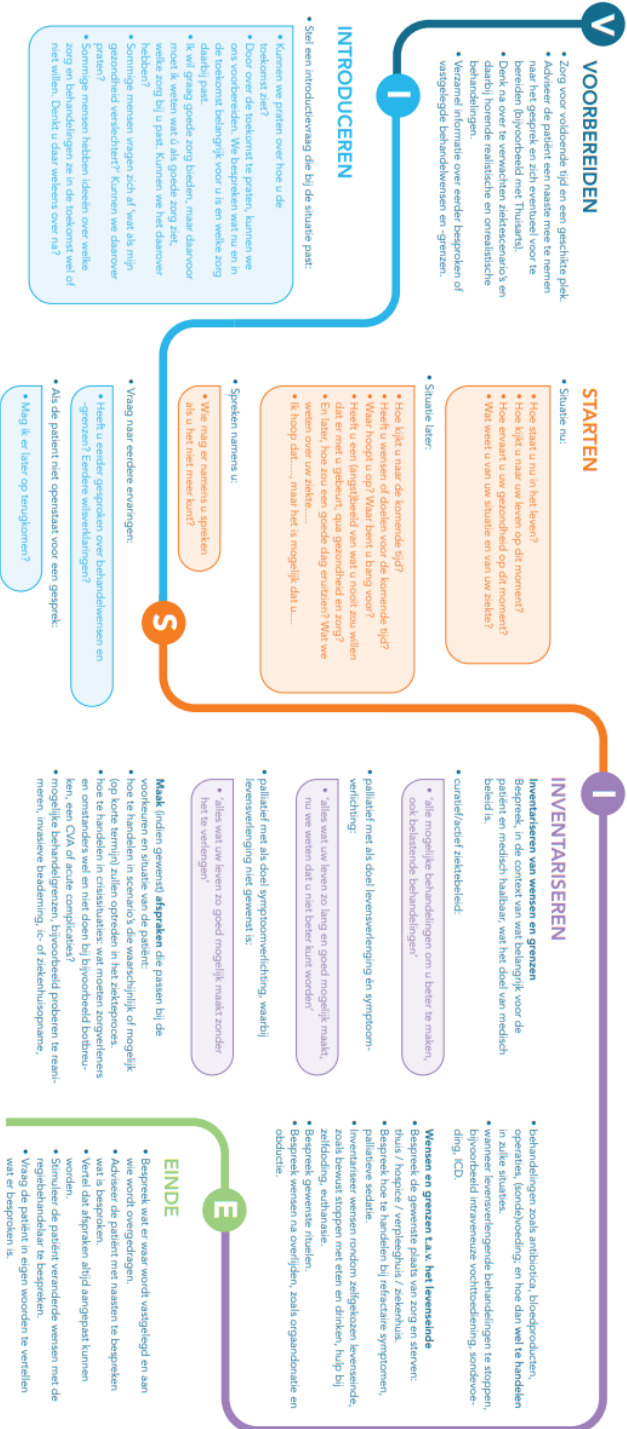 V
VOORBEREIDEN
• Zorg voor voldoende tijd en een geschikte plek.
• Adviseer de patiënt een naaste mee te nemen
naar het gesprek en zich eventueel voor te
bereiden (bijvoorbeeld met Thuisarts).
• Denk na over te verwachten ziektescenario's en
daarbij horende realistische en onrealistische
behandelingen.
• Verzamel informatie over eerder besproken of
vastgelegde behandelwensen en -grenzen.
I
INTRODUCEREN
• Stel een introductievraag die bij de situatie past:
• Kunnen we praten over hoe u de
toekomst ziet?
• Door over de toekomst te praten, kunnen we
ons voorbereiden. We bespreken wat nu en in
de toekomst belangrijk voor u is en welke zorg
daarbij past.
• Ik wil graag goede zorg bieden, maar daarvoor
moet ik weten wat ú als goede zorg ziet,
welke zorg bij u past. Kunnen we het daarover
hebben?
• Sommige mensen vragen zich af 'wat als mijn
gezondheid verslechtert?' Kunnen we daarover
praten?
• Sommige mensen hebben ideeën over welke
zorg en behandelingen ze in de toekomst wel of
niet willen. Denkt u daar weleens over na?
STARTEN
• Situatie nu:
• Hoe staat u nu in het leven?
• Hoe kijkt u naar uw leven op dit moment?
• Hoe ervaart u uw gezondheid op dit moment?
• Wat weet u van uw situatie en van uw ziekte?
• Situatie later:
• Hoe kijkt u naar de komende tijd?
• Heeft u wensen of doelen voor de komende tijd?
• Waar hoopt u op? Waar bent u bang voor?
• Heeft u een (angst)beeld van wat u nooit zou willen
dat er met u gebeurt, qua gezondheid en zorg?
• En later, hoe zou een goede dag eruitzien? Wat we
weten over uw ziekte.....
• Ik hoop dat...., maar het is mogelijk dat u....
• Spreken namens u:
• Wie mag er namens u spreken
als u het niet meer kunt?
S
• Vraag naar eerdere ervaringen:
• Heeft u eerder gesproken over behandelwensen en
-grenzen? Eerdere wilsverklaringen?
• Als de patient niet openstaat voor een gesprek:
• Mag ik er later op terugkomen?
I
INVENTARISEREN
Inventariseren van wensen en grenzen
Bespreek, in de context van wat belangrijk voor de
patiënt en medisch haalbaar, wat het doel van medisch
beleid is.
• curatief/actief ziektebeleid:
• 'alle mogelijke behandelingen om u beter te maken,
ook belastende behandelingen'
• palliatief met als doel levensverlenging én symptoom-
verlichting:
• 'alles wat uw leven zo lang en goed mogelijk maakt,
nu we weten dat u niet beter kunt worden'
• palliatief met als doel symptoomverlichting, waarbij
levensverlenging niet gewenst is:
• 'alles wat uw leven zo goed mogelijk maakt zonder
het te verlengen'
Maak (indien gewenst) afspraken die passen bij de
voorkeuren en situatie van de patiënt:
• hoe te handelen in scenario's die waarschijnlijk of mogelijk
(op korte termijn) zullen optreden in het ziekteproces.
• hoe te handelen in crisissituaties: wat moeten zorgverleners
en omstanders wel en niet doen bij bijvoorbeeld botbreu-
ken, een CVA of acute complicaties?
• mogelijke behandelgrenzen, bijvoorbeeld proberen te reani-
meren, invasieve beademing, ic- of ziekenhuisopname,
• behandelingen zoals antibiotica, bloedproducten,
operaties, (sonde)voeding; en hoe dan wel te handelen
in zulke situaties.
• wanneer levensverlengende behandelingen te stoppen,
bijvoorbeeld intraveneuze vochttoediening, sondevoe-
ding, ICD.
Wensen en grenzen t.a.v. het levenseinde
• Bespreek de gewenste plaats van zorg en sterven:
thuis / hospice / verpleeghuis / ziekenhuis.
• Bespreek hoe te handelen bij refractaire symptomen,
palliatieve sedatie.
• Inventariseer wensen rondom zelfgekozen levenseinde,
zoals bewust stoppen met eten en drinken, hulp bij
zelfdoding, euthanasie.
• Bespreek gewenste rituelen.
• Bespreek wensen na overlijden, zoals orgaandonatie en
obductie.
E
EINDE
• Bespreek wat er waar wordt vastgelegd en aan
wie wordt overgedragen.
• Adviseer de patiënt met naasten te bespreken
wat is besproken.
• Vertel dat afspraken altijd aangepast kunnen
worden.
• Stimuleer de patiënt veranderde wensen met de
regiebehandelaar te bespreken.
• Vraag de patiënt in eigen woorden te vertellen
wat er besproken is.